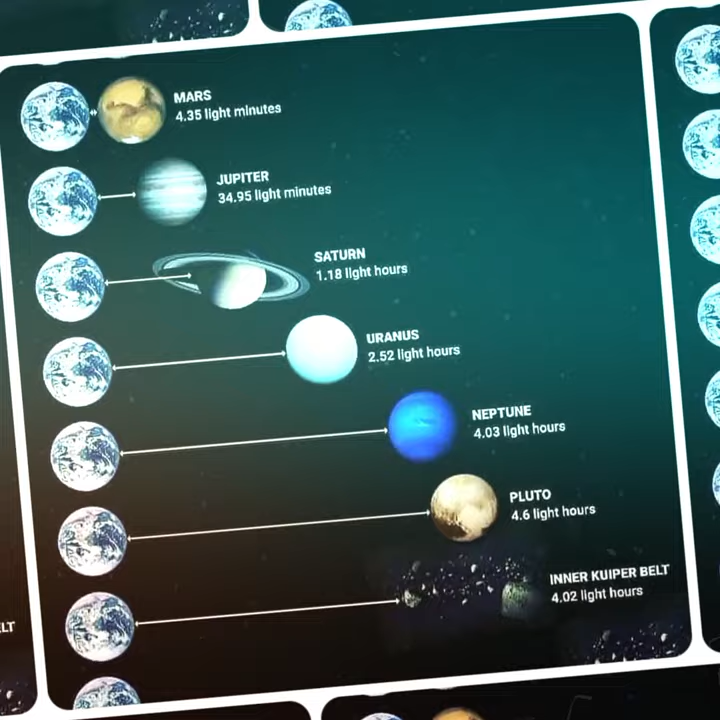 MARS
4.35 light minutes
JUPITER
34.95 light minutes
SATURN
1.18 light hours
URANUS
2.52 light hours
NEPTUNE
4.03 light hours
PLUTO
4.6 light hours
INNER KUIPER BELT
4.02 light hours
LT